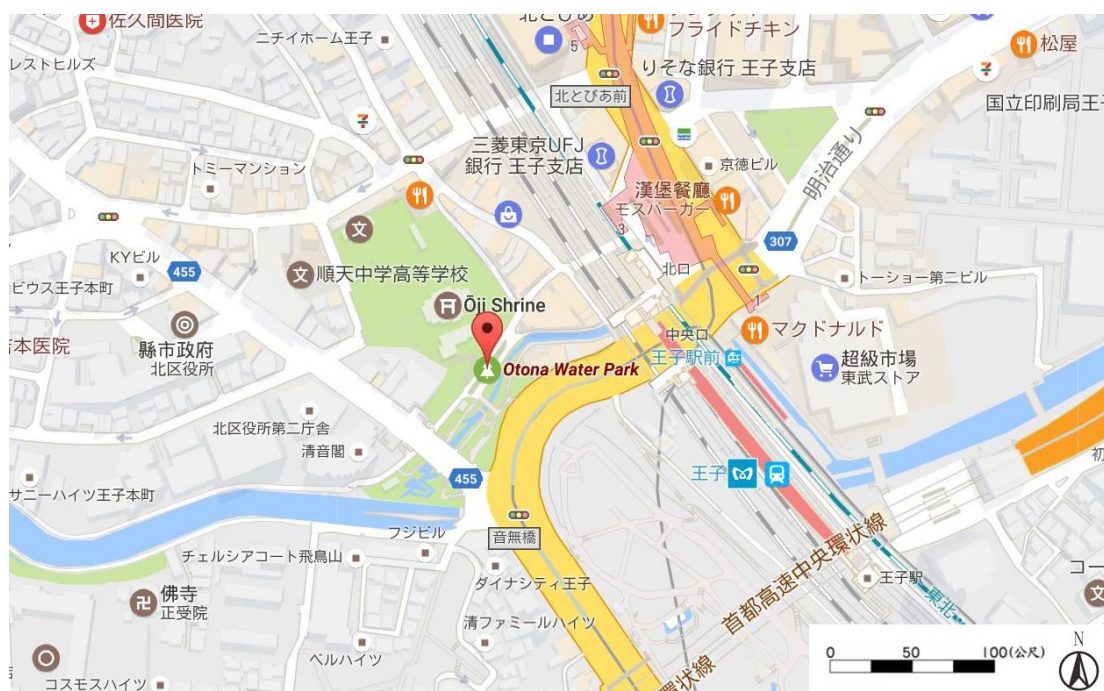 佐久間医院
ニチイホーム王子
レストヒルズ
北とぴあ
5
フライドチキン
りそな銀行 王子支店
松屋
国立印刷局王子
北とぴあ前
三菱東京UFJ
銀行 王子支店
トミーマンション
京徳ビル
明治通り
漢堡餐廳
モスバーガー
3
北口
307
KYビル
455
ビウス王子本町
順天中学高等学校
文
文
トーショー第二ビル
1
Ōji Shrine
吉本医院
縣市政府
北区役所
中央口
マクドナルド
王子駅前
超級市場
東武ストア
Otona Water Park
北区役所第二庁舎
清音閣
455
王子
サニーハイツ王子本町
フジビル
音無橋
初
チェルシアコート飛鳥山
ダイナシティ王子
首都高速中央環状線
王子駅
東北
コー
文
佛寺
正受院
清ファミールハイツ
ベルハイツ
コスモスハイツ
環状線
0 50 100(公尺)
N